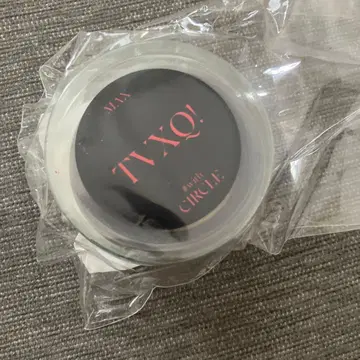 MAX
TVXQ!
#with
CIRCLE